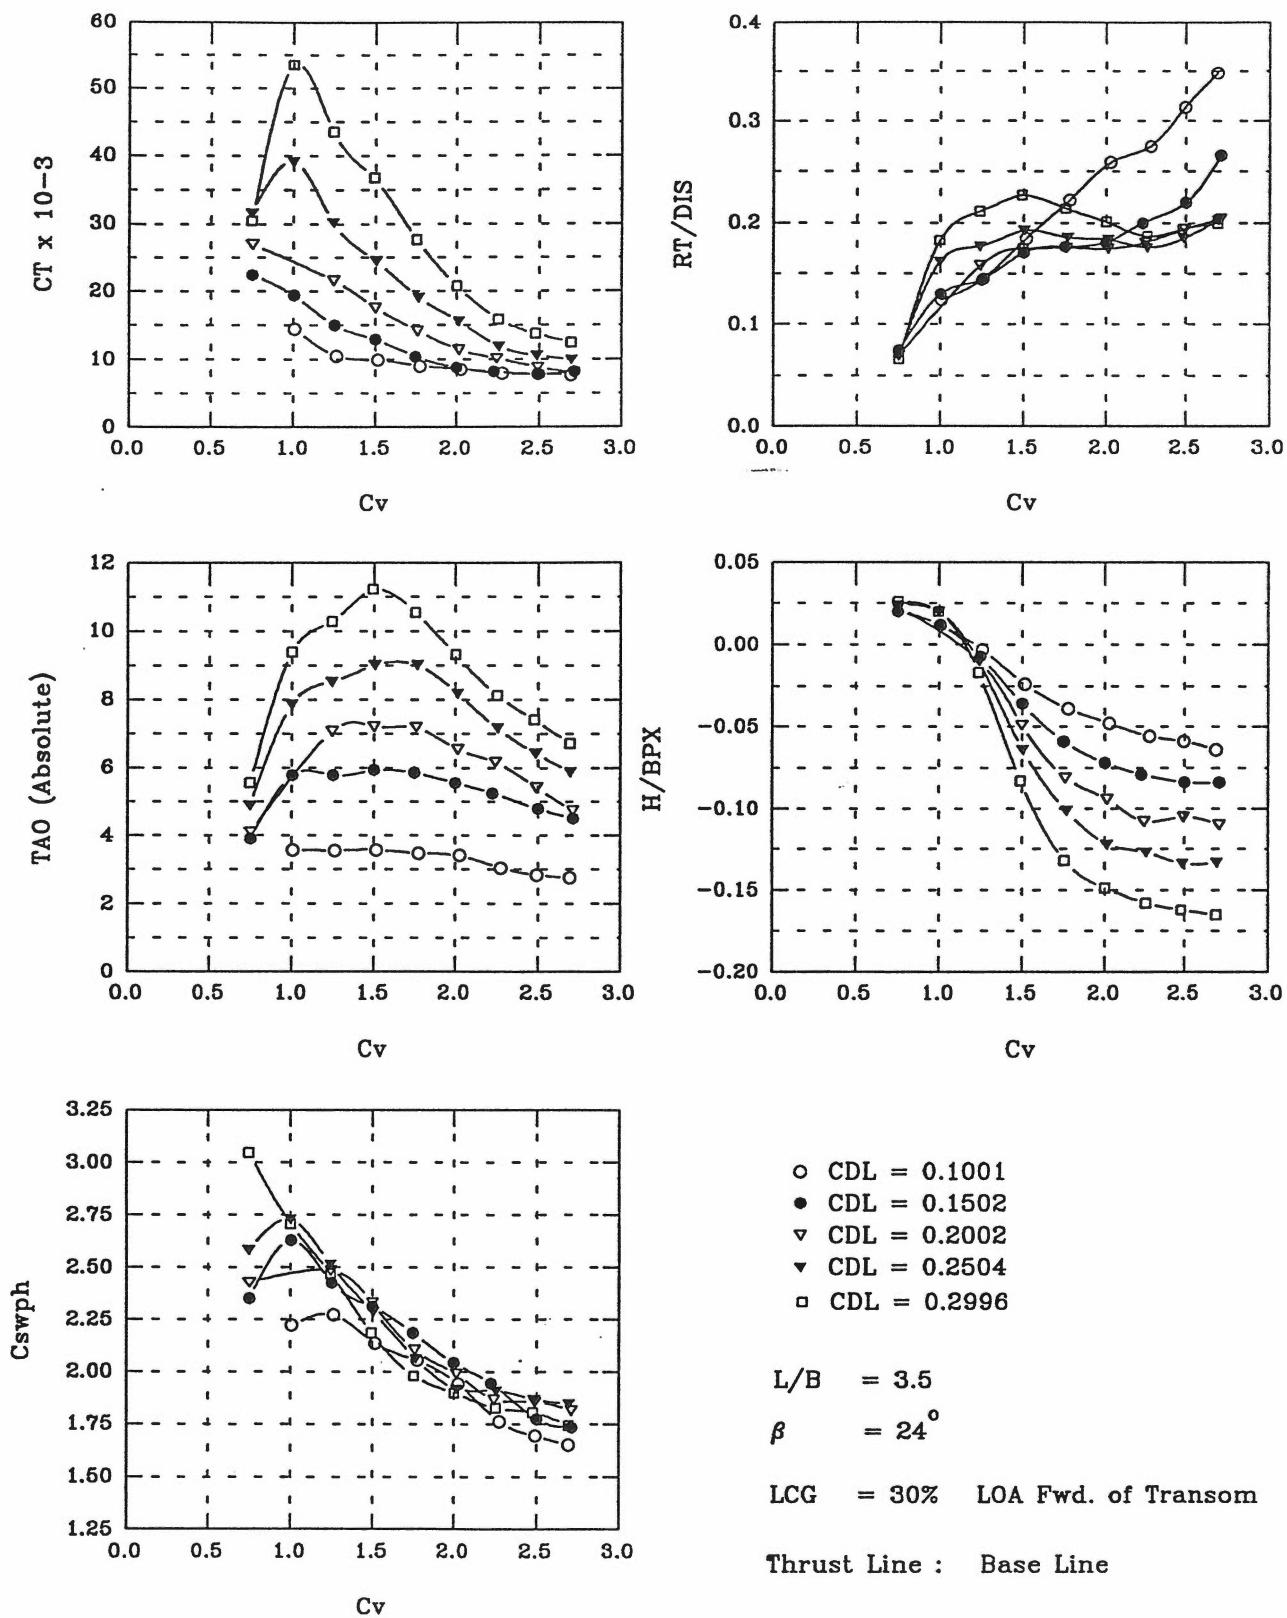 60
50
40
30
20
10
0
CT x 10-3
0.0 0.5 1.0 1.5 2.0 2.5 3.0
Cv
0.4
0.3
0.2
0.1
0.0
RT/DIS
0.0 0.5 1.0 1.5 2.0 2.5 3.0
Cv
12
10
8
6
4
2
0
TAO (Absolute)
0.0 0.5 1.0 1.5 2.0 2.5 3.0
Cv
0.05
0.00
-0.05
-0.10
-0.15
-0.20
H/BPX
0.0 0.5 1.0 1.5 2.0 2.5 3.0
Cv
3.25
3.00
2.75
2.50
2.25
2.00
1.75
1.50
1.25
Cswph
0.0 0.5 1.0 1.5 2.0 2.5 3.0
Cv
CDL = 0.1001
CDL = 0.1502
CDL = 0.2002
CDL = 0.2504
CDL = 0.2996
L/B = 3.5
β = 24°
LCG = 30% LOA Fwd. of Transom
Thrust Line : Base Line